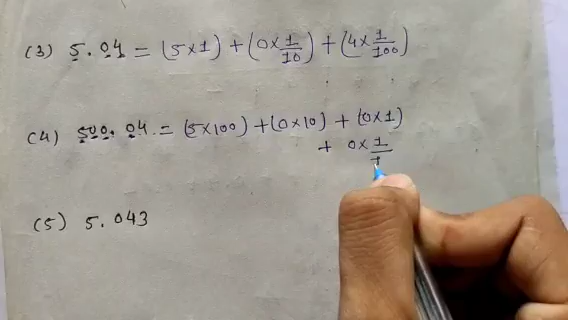 (3) 5.04 = (5×1) + (0×1/10) + (4×1/100)
(4) 500.04 = (5×100) + (0×10) + (0×1)
+ 0×1/1
(5) 5.043